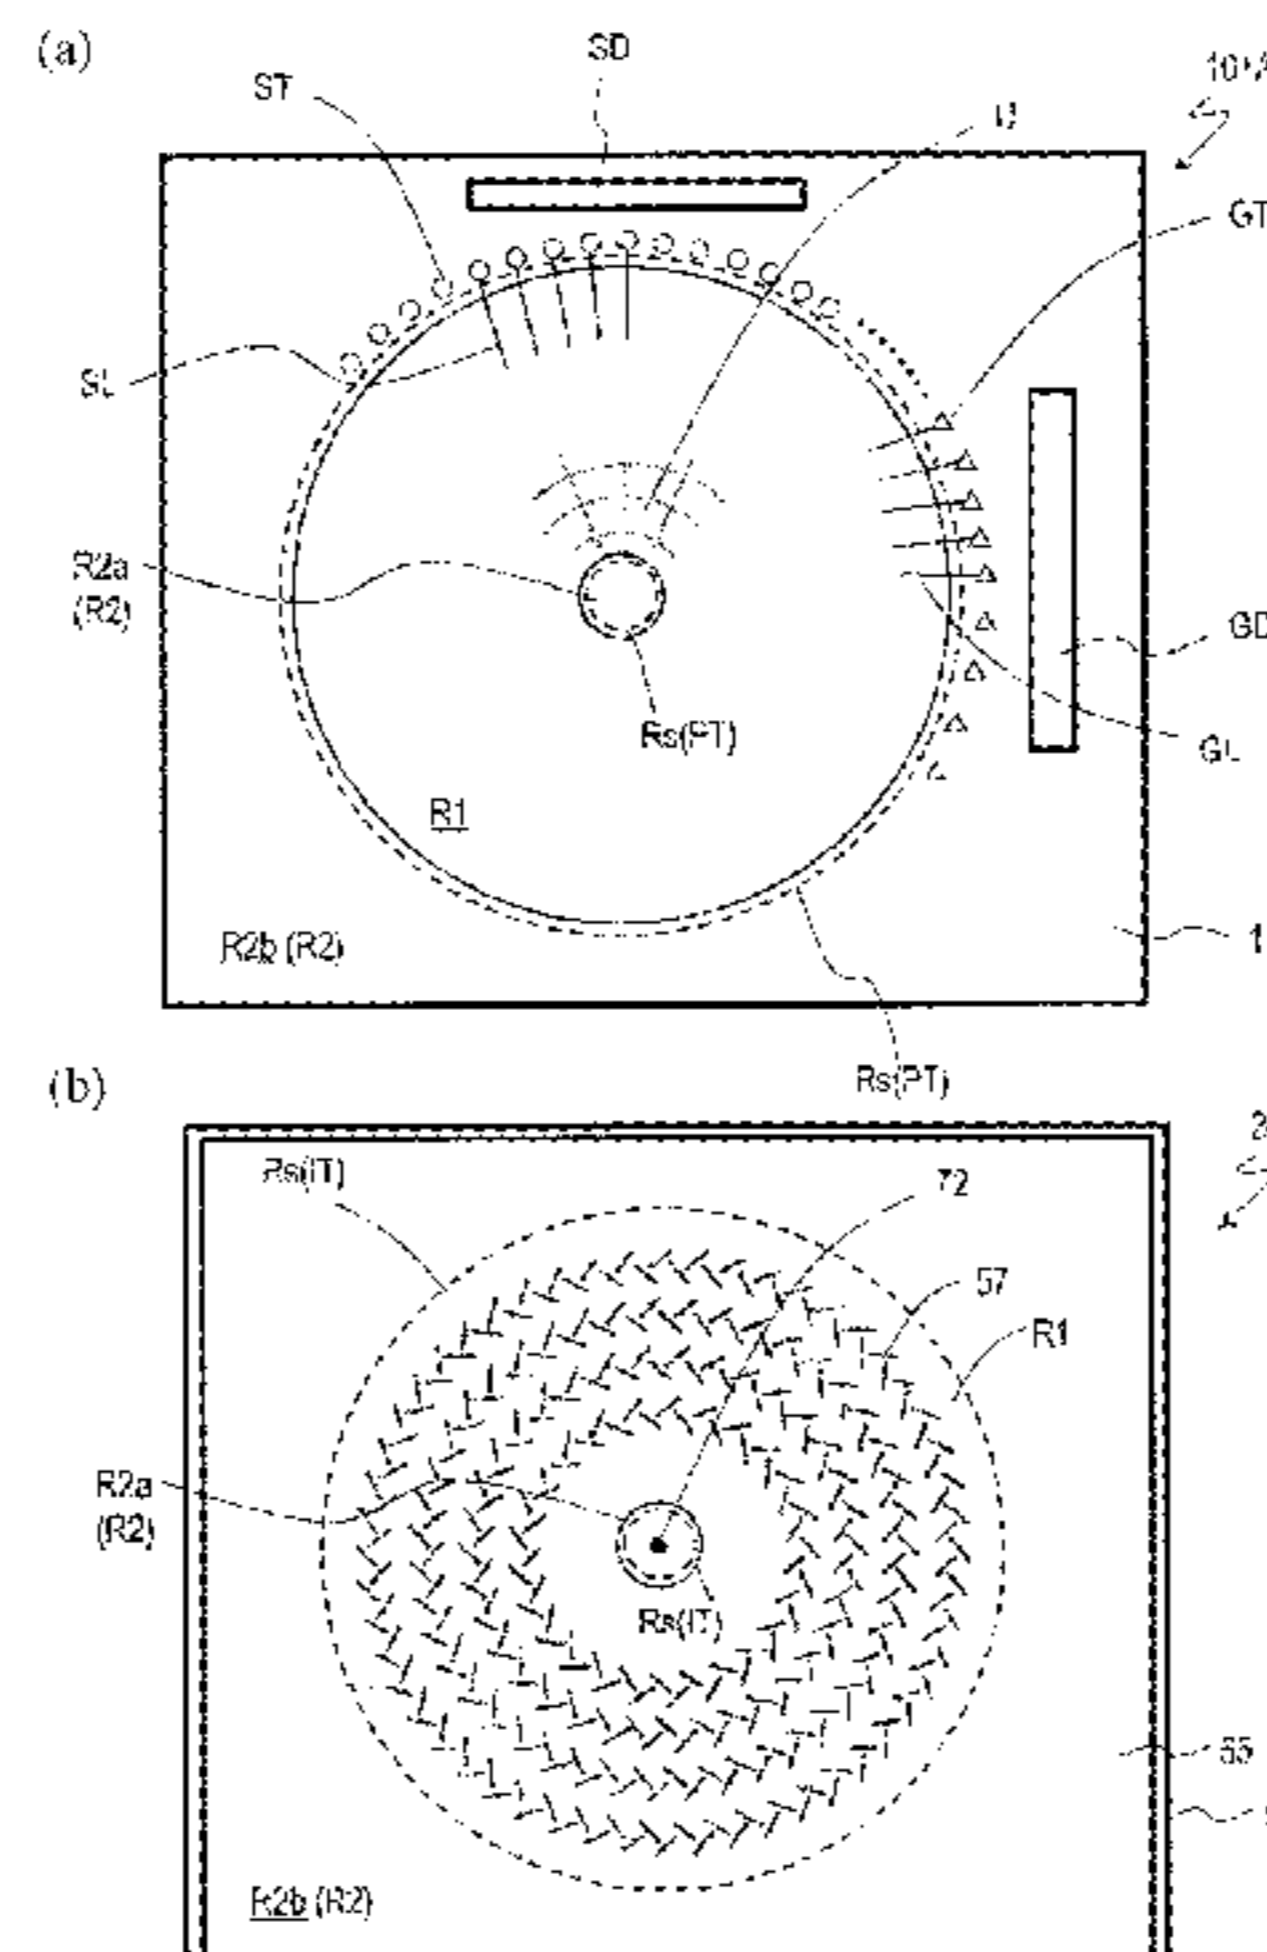 (a)
SD
ST
U
GT
SL
R2a
(R2)
GD
Rs(PT)
GL
R1
R2b (R2)
1
Rs(PT)
(b)
Rs(IT)
72
57
R1
R2a
(R2)
Rs(IT)
55
R2b (R2)